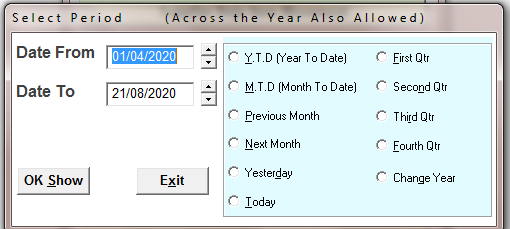 Select Period (Across the Year Also Allowed)
Date From 01/04/2020
Date To 21/08/2020
OK Show
Exit
Y.T.D (Year To Date)
M.T.D (Month To Date)
Previous Month
Next Month
Yesterday
Today
First Qtr
Second Qtr
Third Qtr
Fourth Qtr
Change Year